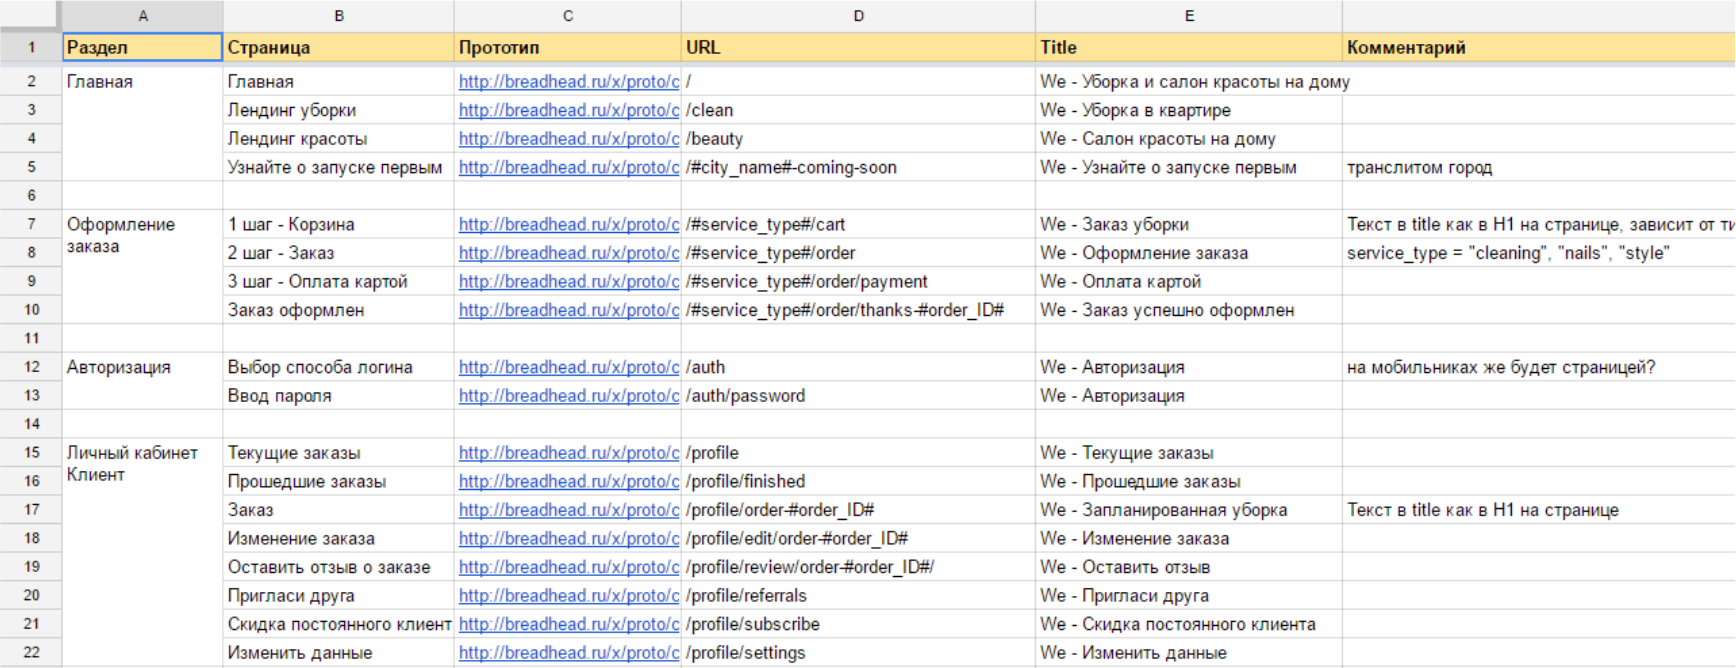 A B C D E
1 Раздел Страница Прототип URL Title Комментарий
2 Главная Главная http://breadhead.ru/x/proto/c / We - Уборка и салон красоты на дому
3 Лендинг уборки http://breadhead.ru/x/proto/c /clean We - Уборка в квартире
4 Лендинг красоты http://breadhead.ru/x/proto/c /beauty We - Салон красоты на дому
5 Узнайте о запуске первым http://breadhead.ru/x/proto/c /#city_name#-coming-soon We - Узнайте о запуске первым транслитом город
6
7 Оформление 1 шаг - Корзина http://breadhead.ru/x/proto/c /#service_type#/cart We - Заказ уборки Текст в title как в H1 на странице, зависит от ти
8 заказа 2 шаг - Заказ http://breadhead.ru/x/proto/c /#service_type#/order We - Оформление заказа service_type = "cleaning", "nails", "style"
9 3 шаг - Оплата картой http://breadhead.ru/x/proto/c /#service_type#/order/payment We - Оплата картой
10 Заказ оформлен http://breadhead.ru/x/proto/c /#service_type#/order/thanks-#order_ID# We - Заказ успешно оформлен
11
12 Авторизация Выбор способа логина http://breadhead.ru/x/proto/c /auth We - Авторизация на мобильниках же будет страницей?
13 Ввод пароля http://breadhead.ru/x/proto/c /auth/password We - Авторизация
14
15 Личный кабинет Текущие заказы http://breadhead.ru/x/proto/c /profile We - Текущие заказы
16 Клиент Прошедшие заказы http://breadhead.ru/x/proto/c /profile/finished We - Прошедшие заказы
17 Заказ http://breadhead.ru/x/proto/c /profile/order-#order_ID# We - Запланированная уборка Текст в title как в H1 на странице
18 Изменение заказа http://breadhead.ru/x/proto/c /profile/edit/order-#order_ID# We - Изменение заказа
19 Оставить отзыв о заказе http://breadhead.ru/x/proto/c /profile/review/order-#order_ID#/ We - Оставить отзыв
20 Пригласи друга http://breadhead.ru/x/proto/c /profile/referrals We - Пригласи друга
21 Скидка постоянного клиент http://breadhead.ru/x/proto/c /profile/subscribe We - Скидка постоянного клиента
22 Изменить данные http://breadhead.ru/x/proto/c /profile/settings We - Изменить данные